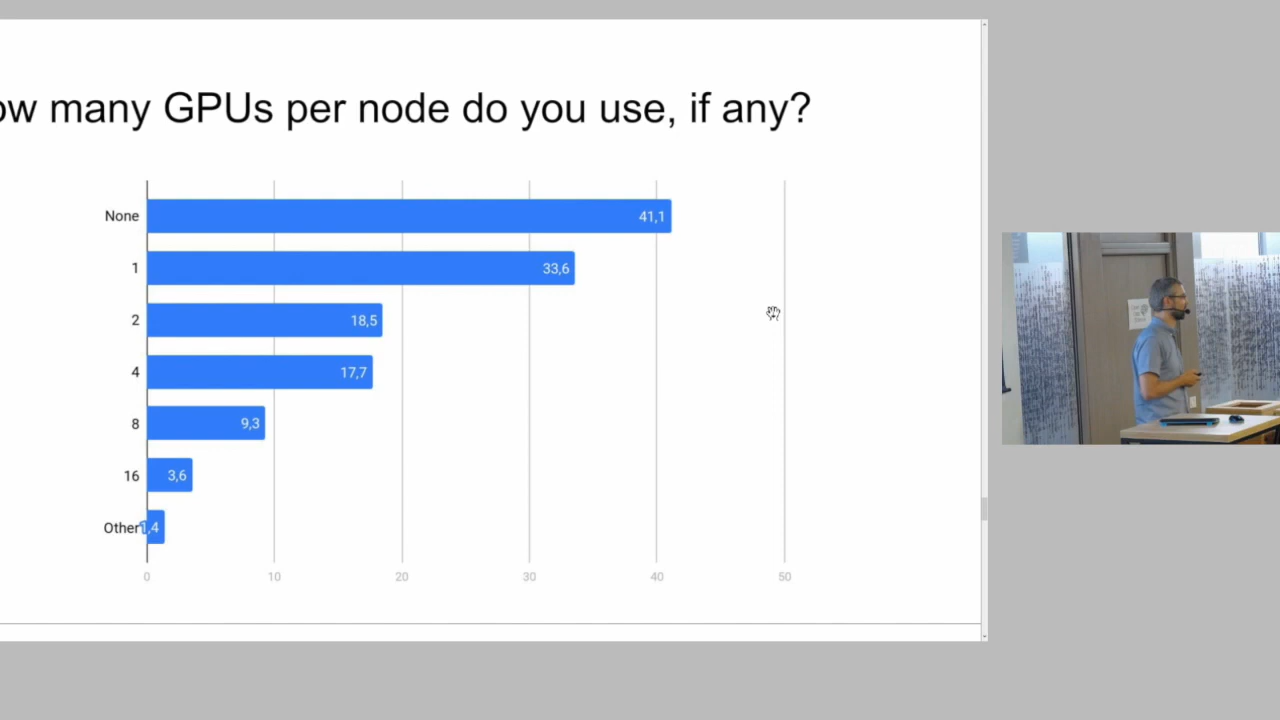 ow many GPUs per node do you use, if any?
None 41,1
1 33,6
2 18,5
4 17,7
8 9,3
16 3,6
Other 1,4
0 10 20 30 40 50